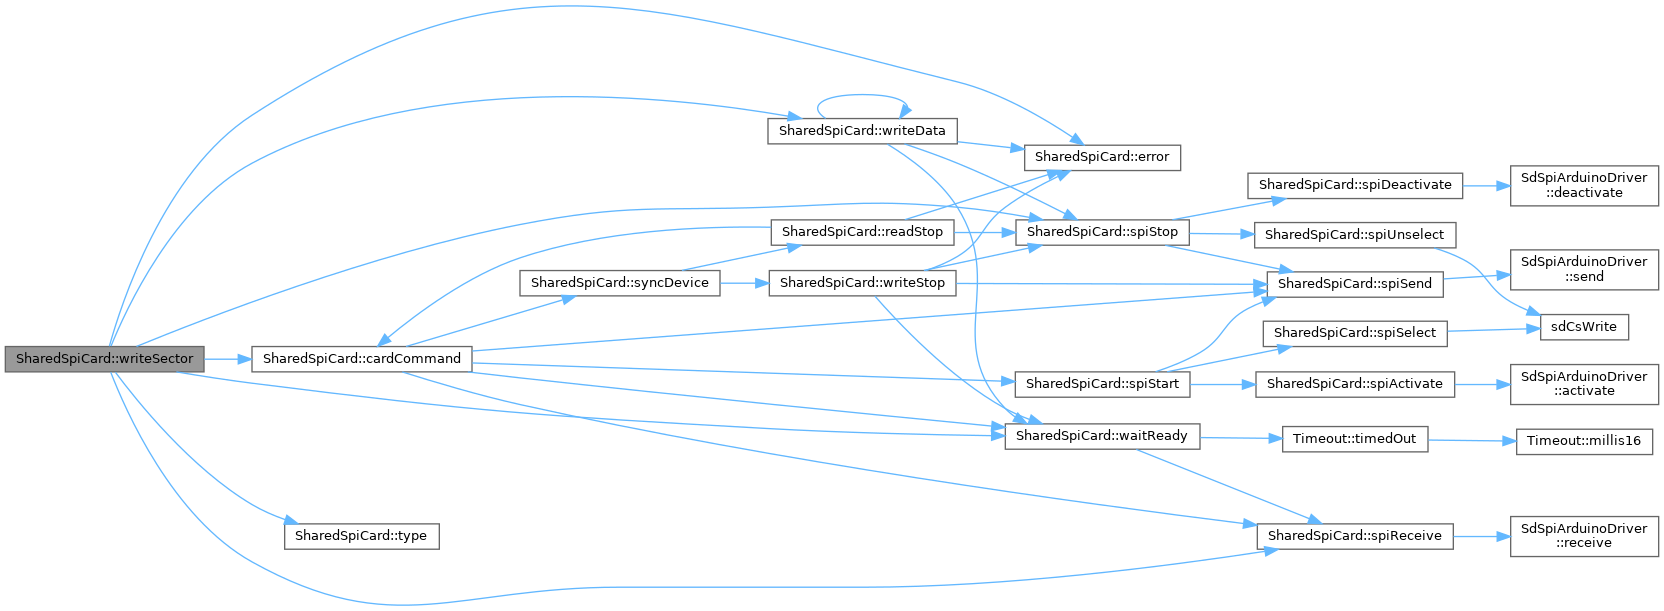 SharedSpiCard::writeSector
SharedSpiCard::cardCommand
SharedSpiCard::type
SharedSpiCard::syncDevice
SharedSpiCard::writeData
SharedSpiCard::readStop
SharedSpiCard::writeStop
SharedSpiCard::error
SharedSpiCard::spiStop
SharedSpiCard::spiStart
SharedSpiCard::waitReady
SharedSpiCard::spiDeactivate
SharedSpiCard::spiUnselect
SharedSpiCard::spiSend
SharedSpiCard::spiSelect
SharedSpiCard::spiActivate
Timeout::timedOut
SharedSpiCard::spiReceive
SdSpiArduinoDriver
::deactivate
SdSpiArduinoDriver
::send
sdCsWrite
SdSpiArduinoDriver
::activate
Timeout::millis16
SdSpiArduinoDriver
::receive